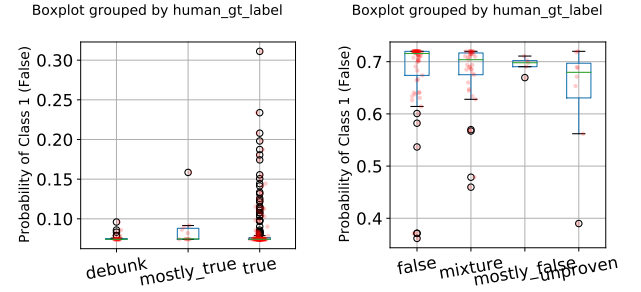 Boxplot grouped by human_gt_label
Probability of Class 1 (False)
0.30
0.25
0.20
0.15
0.10
debunk
mostly_true
true
Boxplot grouped by human_gt_label
Probability of Class 1 (False)
0.7
0.6
0.5
0.4
false
mixture
mostly_false
unproven